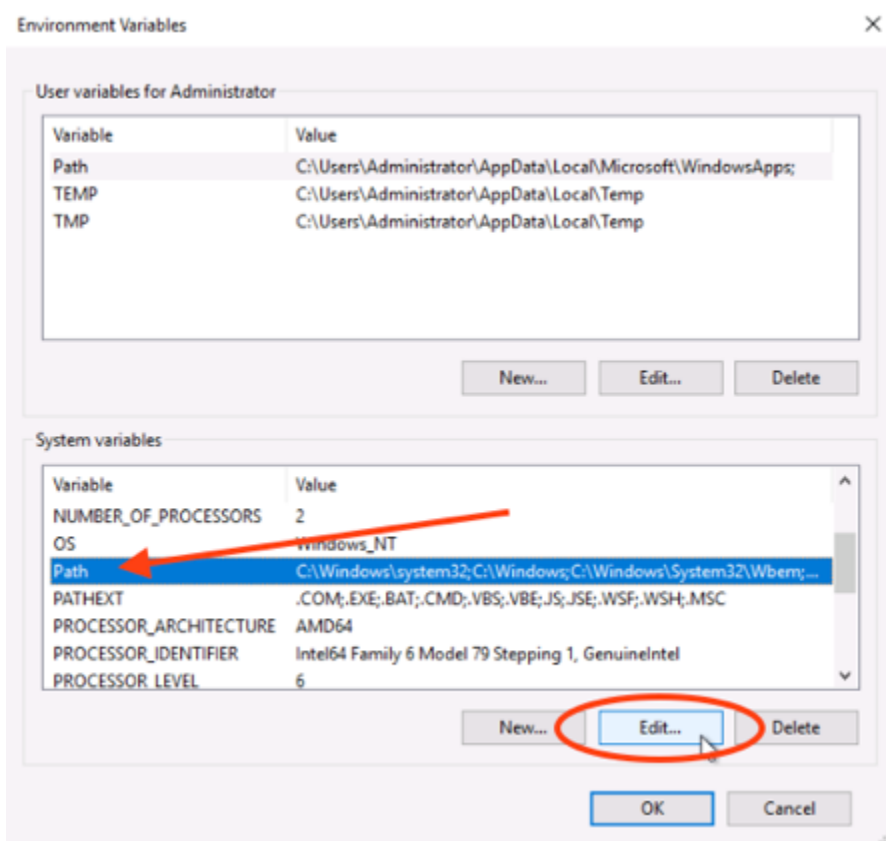 Environment Variables
User variables for Administrator
Variable Value
Path C:\Users\Administrator\AppData\Local\Microsoft\WindowsApps;
TEMP C:\Users\Administrator\AppData\Local\Temp
TMP C:\Users\Administrator\AppData\Local\Temp
New... Edit... Delete
System variables
Variable Value
NUMBER_OF_PROCESSORS 2
OS Windows_NT
Path C:\Windows\system32;C:\Windows;C:\Windows\System32\Wbem;...
PATHEXT .COM;.EXE;.BAT;.CMD;.VBS;.VBE;.JS;.JSE;.WSF;.WSH;.MSC
PROCESSOR_ARCHITECTURE AMD64
PROCESSOR_IDENTIFIER Intel64 Family 6 Model 79 Stepping 1, GenuineIntel
PROCESSOR_LEVEL 6
New... Edit... Delete
OK Cancel